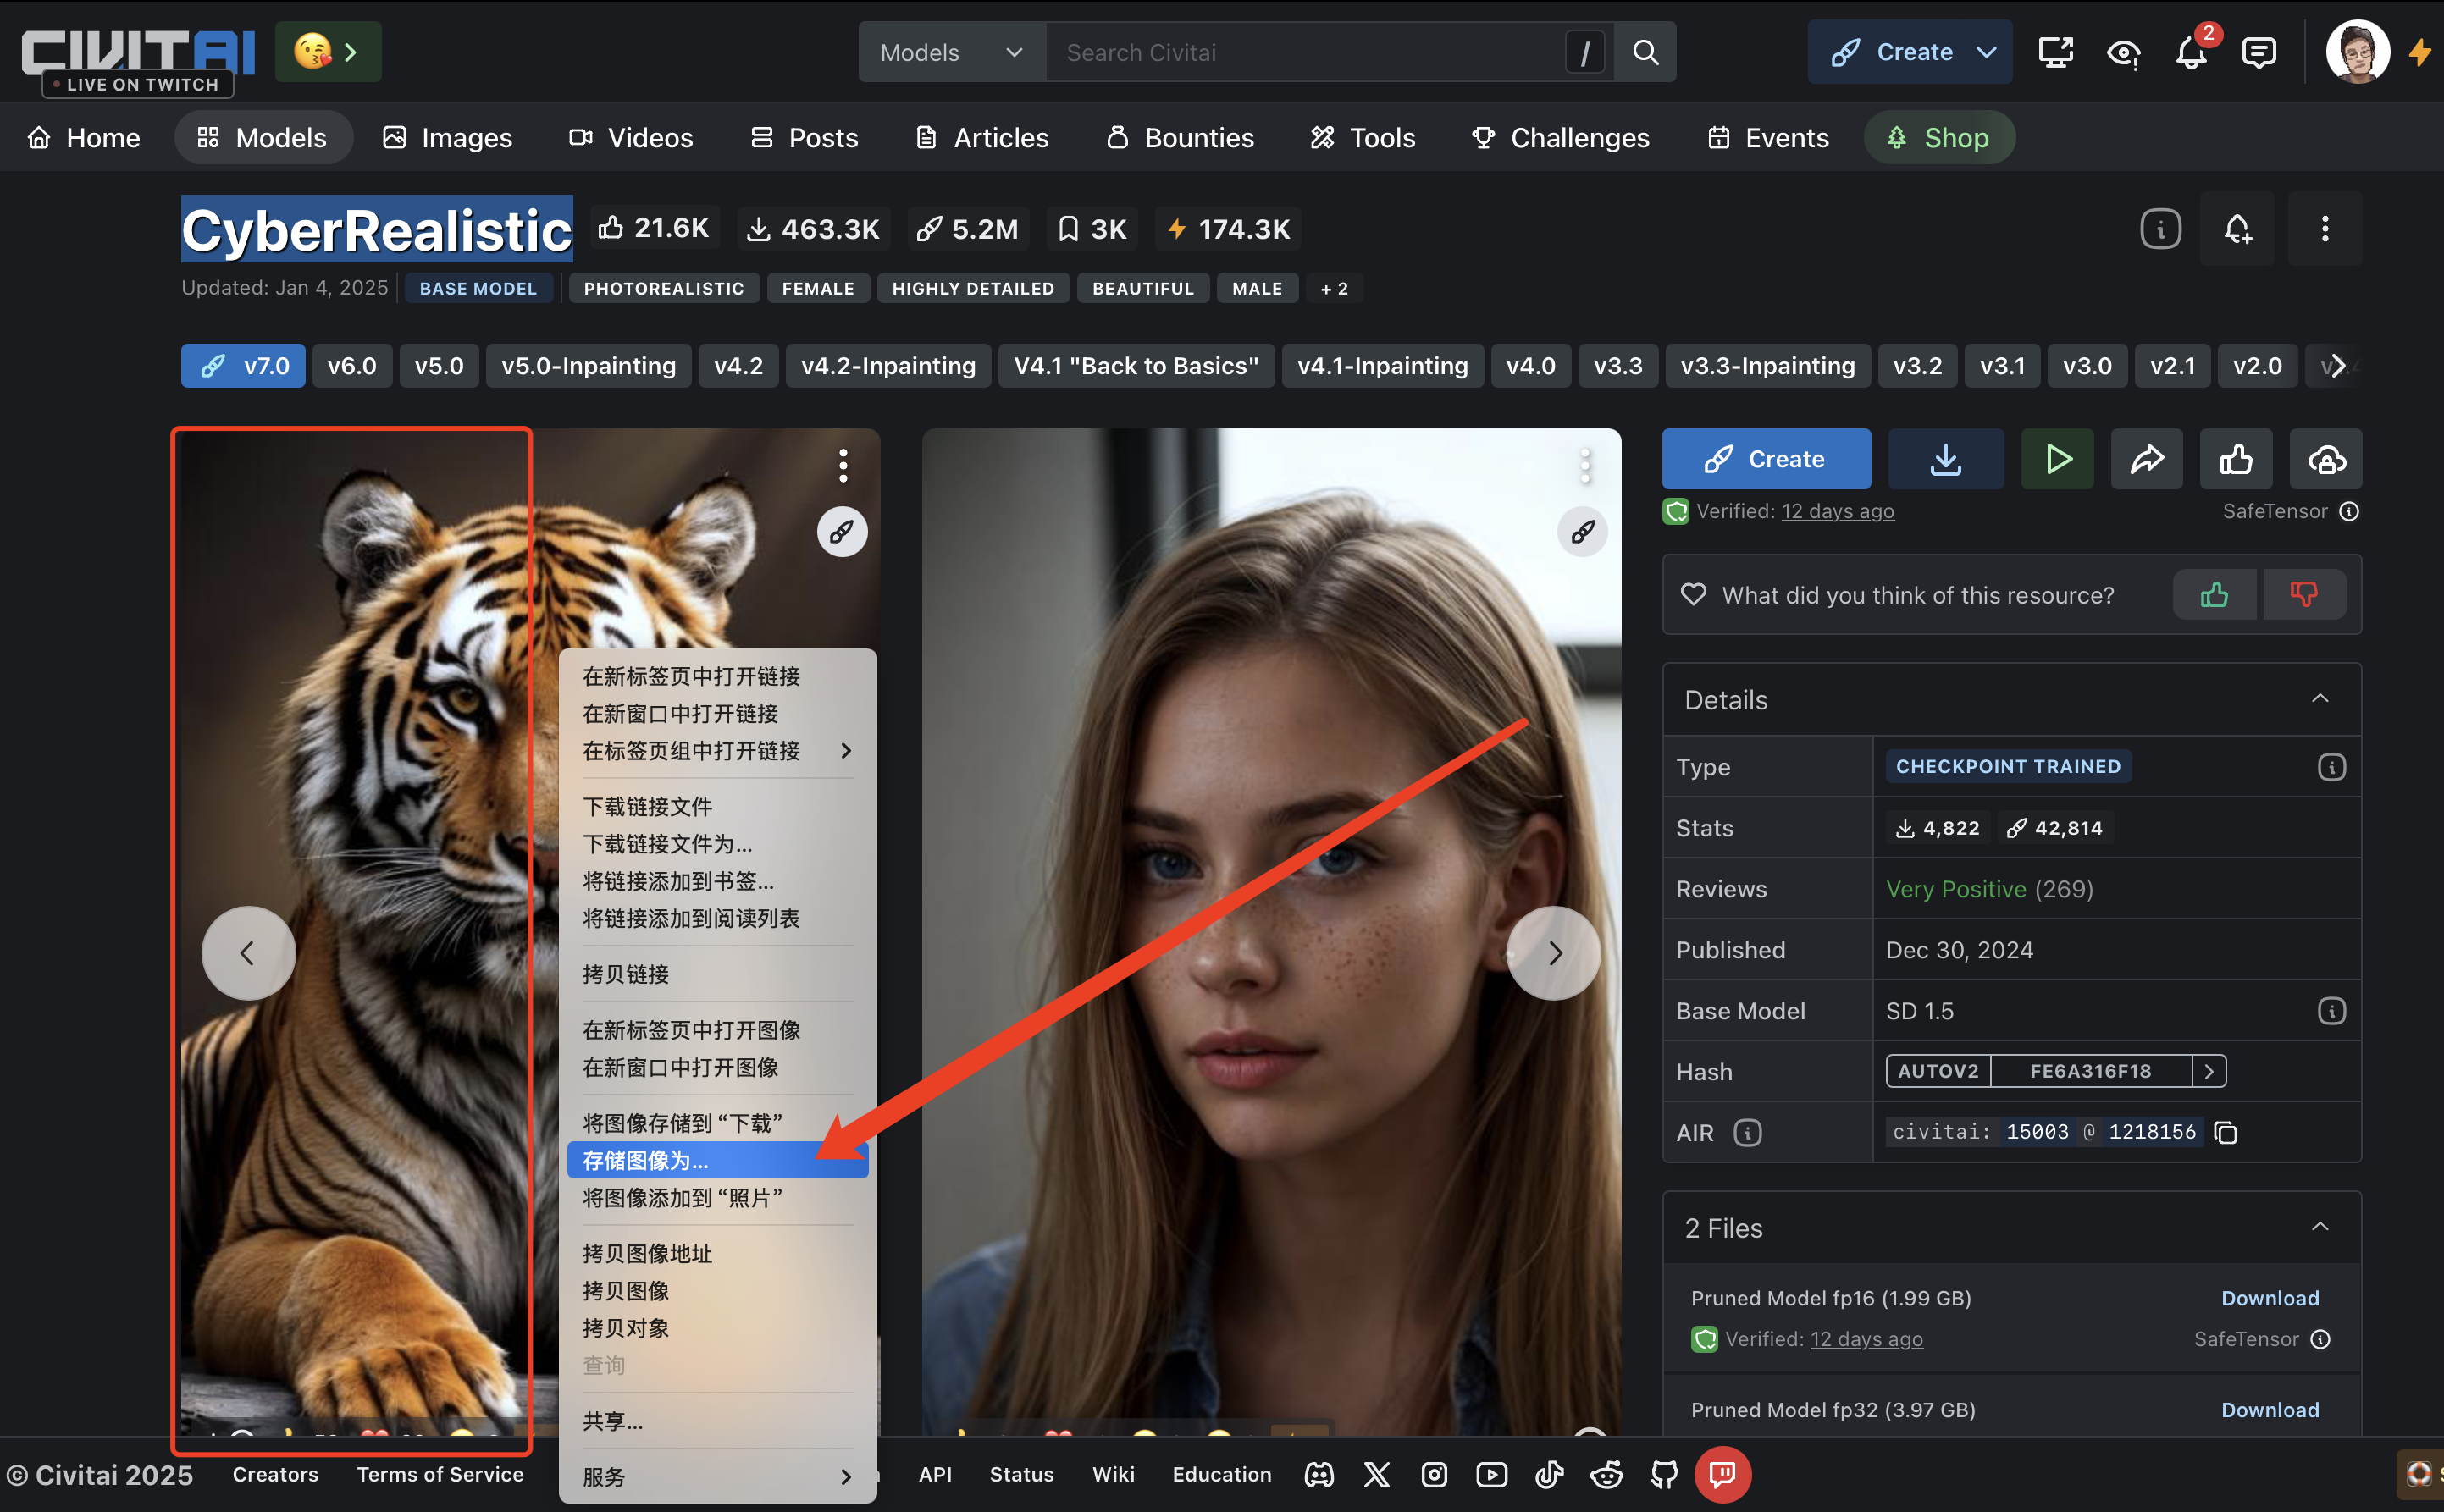 CIVITAI
LIVE ON TWITCH
Models
Search Civitai
/
Create
2
Home
Models
Images
Videos
Posts
Articles
Bounties
Tools
Challenges
Events
Shop
CyberRealistic
21.6K
463.3K
5.2M
3K
174.3K
Updated: Jan 4, 2025
BASE MODEL
PHOTOREALISTIC
FEMALE
HIGHLY DETAILED
BEAUTIFUL
MALE
+ 2
v7.0
v6.0
v5.0
v5.0-Inpainting
v4.2
v4.2-Inpainting
V4.1 "Back to Basics"
v4.1-Inpainting
v4.0
v3.3
v3.3-Inpainting
v3.2
v3.1
v3.0
v2.1
v2.0
在新标签页中打开链接
在新窗口中打开链接
在标签页组中打开链接
下载链接文件
下载链接文件为...
将链接添加到书签...
将链接添加到阅读列表
拷贝链接
在新标签页中打开图像
在新窗口中打开图像
将图像存储到“下载”
存储图像为...
将图像添加到“照片”
拷贝图像地址
拷贝图像
拷贝对象
查询
共享...
服务
Create
Verified: 12 days ago
SafeTensor
What did you think of this resource?
Details
Type
CHECKPOINT TRAINED
Stats
4,822
42,814
Reviews
Very Positive (269)
Published
Dec 30, 2024
Base Model
SD 1.5
Hash
AUTOV2
FE6A316F18
AIR
civitai: 15003 @ 1218156
2 Files
Pruned Model fp16 (1.99 GB)
Download
Verified: 12 days ago
SafeTensor
Pruned Model fp32 (3.97 GB)
Download
© Civitai 2025
Creators
Terms of Service
API
Status
Wiki
Education